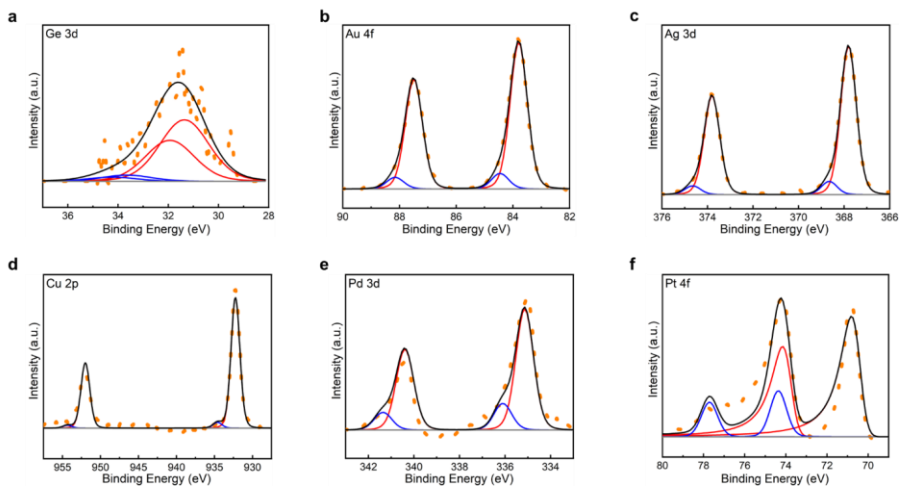 a
Ge 3d
Intensity (a.u.)
36 34 32 30 28
Binding Energy (eV)
b
Au 4f
Intensity (a.u.)
90 88 86 84 82
Binding Energy (eV)
c
Ag 3d
Intensity (a.u.)
376 374 372 370 368 366
Binding Energy (eV)
d
Cu 2p
Intensity (a.u.)
955 950 945 940 935 930
Binding Energy (eV)
e
Pd 3d
Intensity (a.u.)
342 340 338 336 334
Binding Energy (eV)
f
Pt 4f
Intensity (a.u.)
80 78 76 74 72 70
Binding Energy (eV)